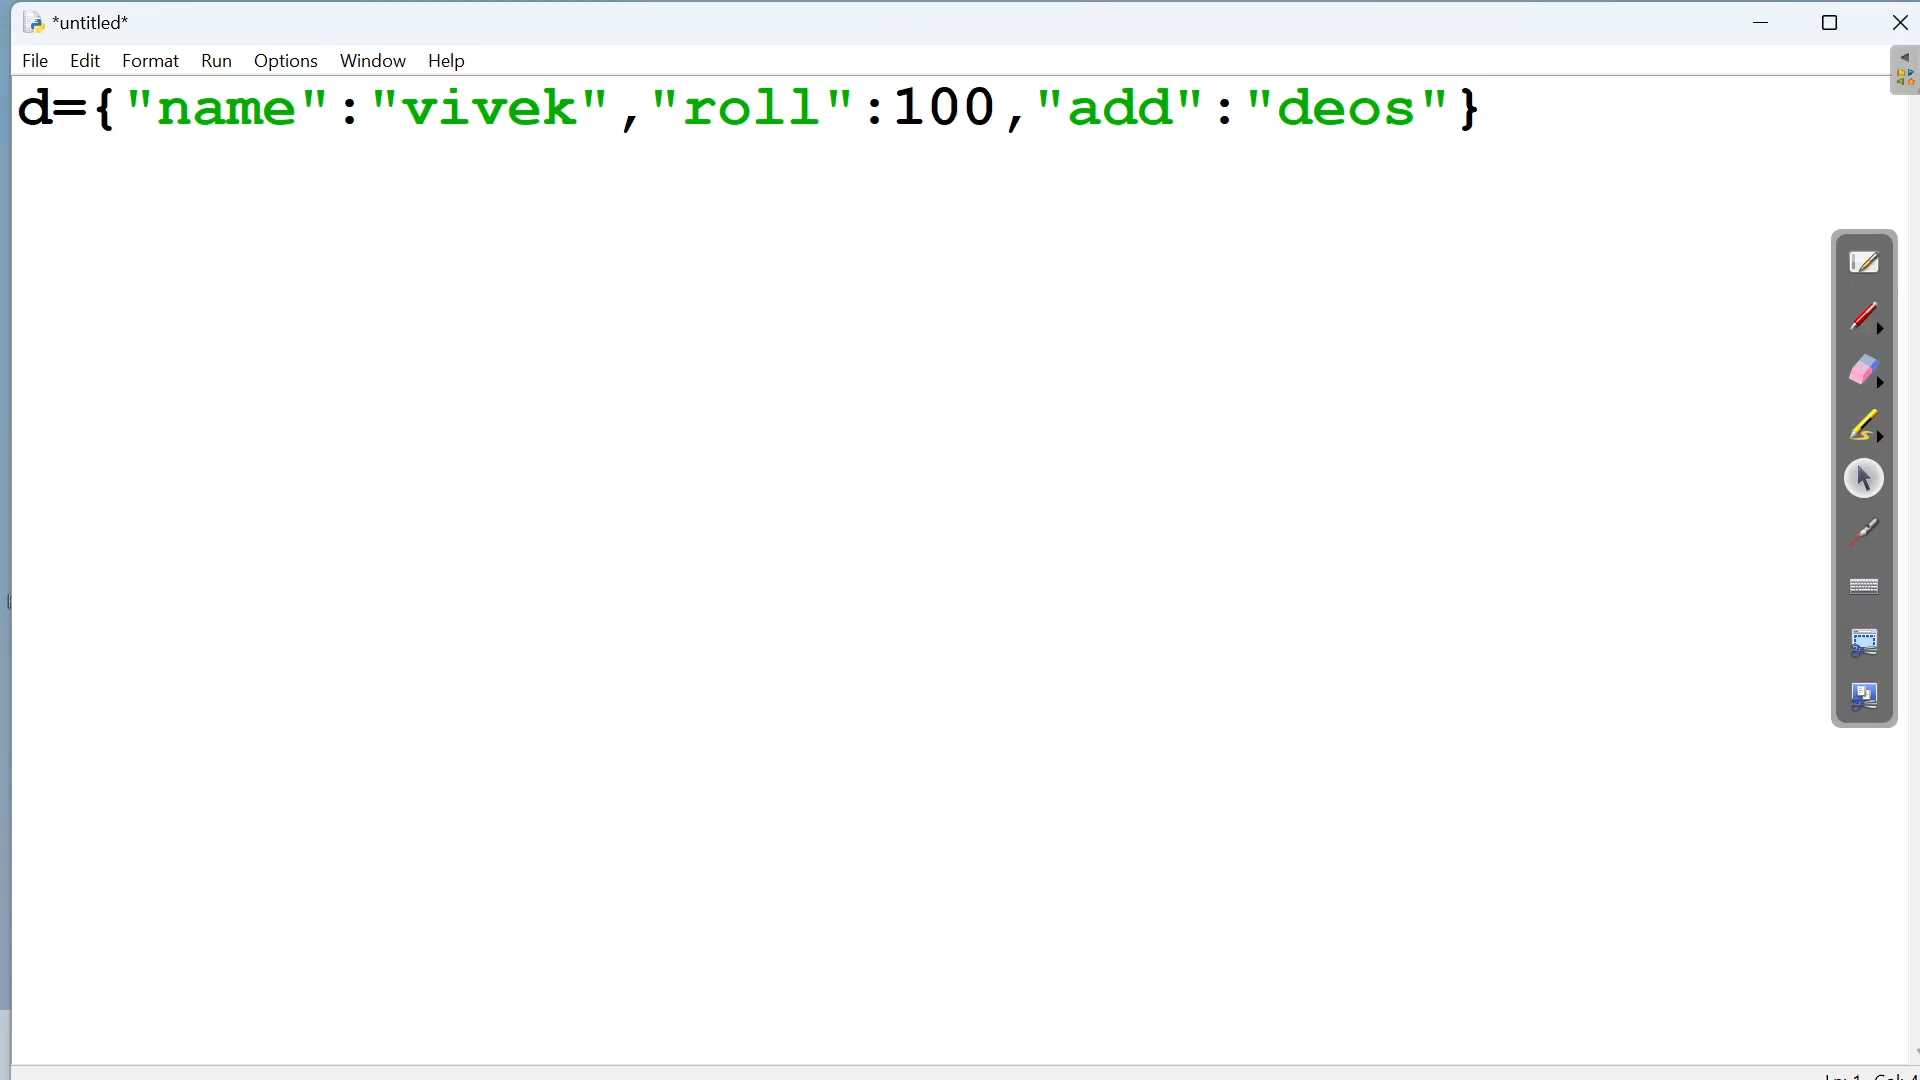 *untitled*
File Edit Format Run Options Window Help
d={"name":"vivek","roll":100,"add":"deos"}